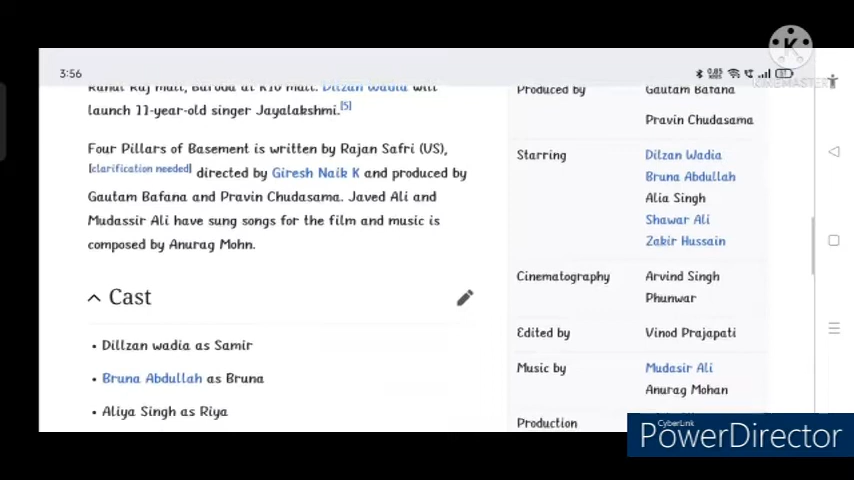 3:56
Rahul Raj mall, Baroda at K10 mall. Dilzan Wadia will
launch 11-year-old singer Jayalakshmi.[5]
Four Pillars of Basement is written by Rajan Safri (US),
[clarification needed] directed by Giresh Naik K and produced by
Gautam Bafana and Pravin Chudasama. Javed Ali and
Mudassir Ali have sung songs for the film and music is
composed by Anurag Mohn.
Cast
• Dillzan wadia as Samir
• Bruna Abdullah as Bruna
• Aliya Singh as Riya
Produced by
Gautam Bafana
Pravin Chudasama
Starring
Dilzan Wadia
Bruna Abdullah
Alia Singh
Shawar Ali
Zakir Hussain
Cinematography
Arvind Singh
Phunwar
Edited by
Vinod Prajapati
Music by
Mudasir Ali
Anurag Mohan
Production
K
KINEMASTER
CyberLink
PowerDirector